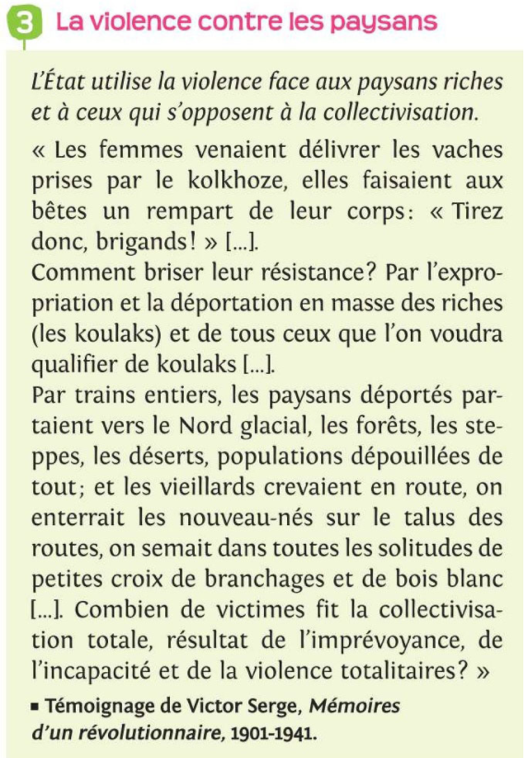 3 La violence contre les paysans
L'État utilise la violence face aux paysans riches
et à ceux qui s'opposent à la collectivisation.
« Les femmes venaient délivrer les vaches
prises par le kolkhoze, elles faisaient aux
bêtes un rempart de leur corps : « Tirez
donc, brigands ! » [...].
Comment briser leur résistance ? Par l'expro-
priation et la déportation en masse des riches
(les koulaks) et de tous ceux que l'on voudra
qualifier de koulaks [...].
Par trains entiers, les paysans déportés par-
taient vers le Nord glacial, les forêts, les ste-
ppes, les déserts, populations dépouillées de
tout ; et les vieillards crevaient en route, on
enterrait les nouveau-nés sur le talus des
routes, on semait dans toutes les solitudes de
petites croix de branchages et de bois blanc
[...]. Combien de victimes fit la collectivisa-
tion totale, résultat de l'imprévoyance, de
l'incapacité et de la violence totalitaires ? »
▪ Témoignage de Victor Serge, Mémoires
d'un révolutionnaire, 1901-1941.